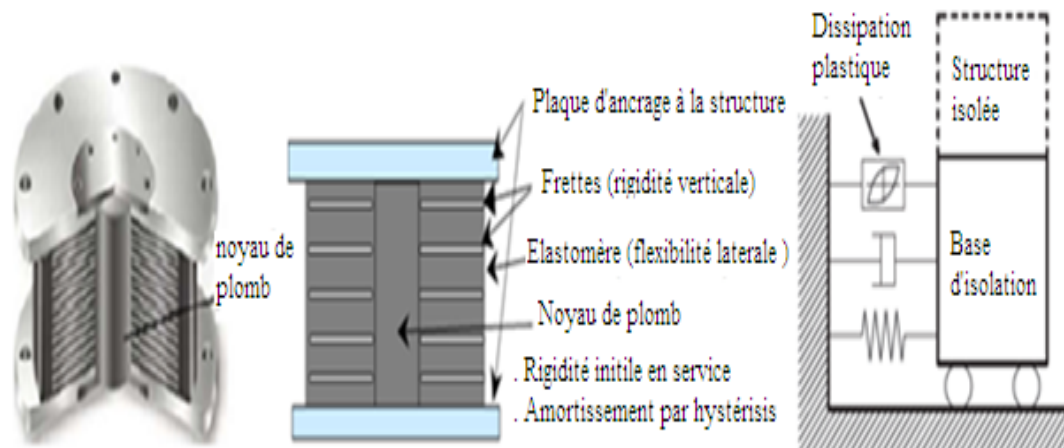 noyau de
plomb
Plaque d'ancrage à la structure
Frettes (rigidité verticale)
Elastomère (flexibilité laterale )
Noyau de plomb
. Rigidité initile en service
. Amortissement par hystérisis
Dissipation
plastique
Structure
isolée
Base
d'isolation